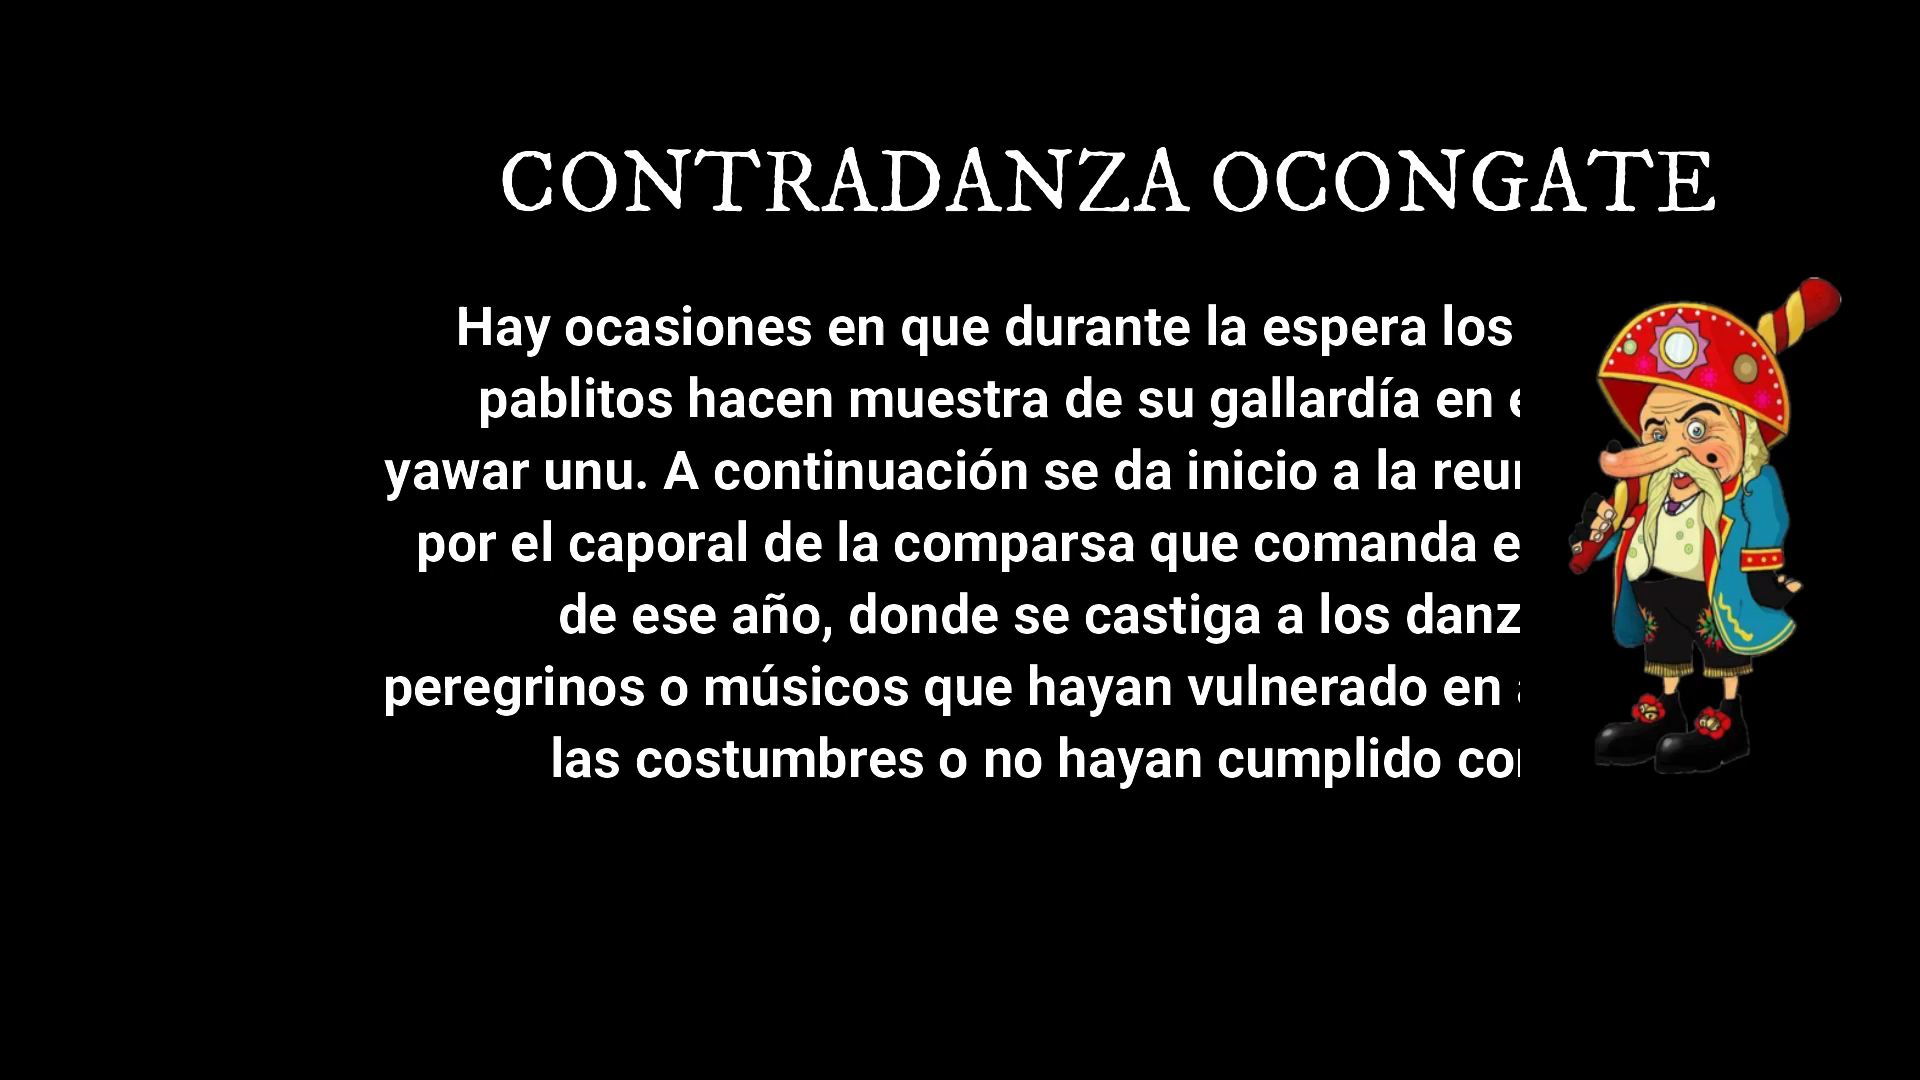 CONTRADANZA OCONGATE
Hay ocasiones en que durante la espera los
pablitos hacen muestra de su gallardía en
yawar unu. A continuación se da inicio a la
por el caporal de la comparsa que comanda
de ese año, donde se castiga a los
peregrinos o músicos que hayan vulnerado en
las costumbres o no hayan cumplido